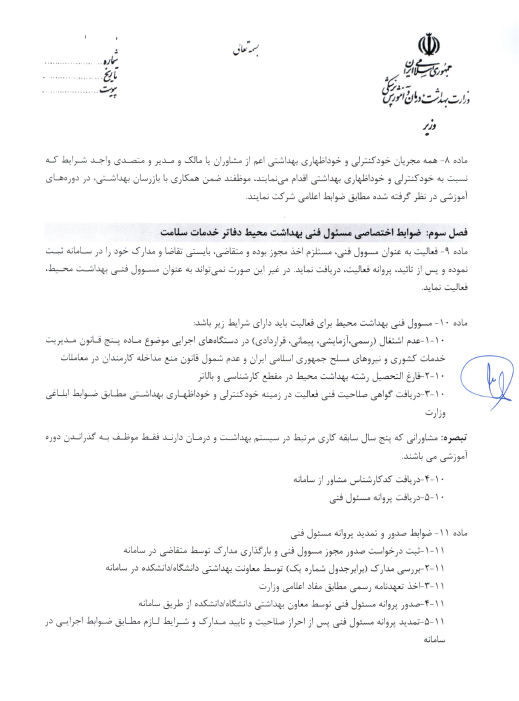 بسمه تعالی
جمهوری اسلامی ایران
وزارت بهداشت، درمان و آموزش پزشکی
وزیر
شماره
تاریخ
پیوست
ماده ۸- همه مجریان خودکنترلی و خوداظهاری بهداشتی اعم از مشاوران یا مالک و مدیر و متصدی واجد شرایط که
نسبت به خودکنترلی و خوداظهاری بهداشتی اقدام می‌نمایند، موظفند ضمن همکاری با بازرسان بهداشتی، در دوره‌های
آموزشی در نظر گرفته شده مطابق ضوابط اعلامی شرکت نمایند.
فصل سوم: ضوابط اختصاصی مسئول فنی بهداشت محیط دفاتر خدمات سلامت
ماده ۹- فعالیت به عنوان مسوول فنی، مستلزم اخذ مجوز بوده و متقاضی، بایستی تقاضا و مدارک خود را در سامانه ثبت
نموده و پس از تائید، پروانه فعالیت، دریافت نماید. در غیر این صورت نمی‌تواند به عنوان مسوول فنی بهداشت محیط،
فعالیت نماید.
ماده ۱۰- مسوول فنی بهداشت محیط برای فعالیت باید دارای شرایط زیر باشد:
۱۰-۱-عدم اشتغال (رسمی،آزمایشی، پیمانی، قراردادی) در دستگاه‌های اجرایی موضوع ماده پنج قانون مدیریت
خدمات کشوری و نیروهای مسلح جمهوری اسلامی ایران و عدم شمول قانون منع مداخله کارمندان در معاملات
۱۰-۲-فارغ التحصیل رشته بهداشت محیط در مقطع کارشناسی و بالاتر
۱۰-۳-دریافت گواهی صلاحیت فنی فعالیت در زمینه خودکنترلی و خوداظهاری بهداشتی مطابق ضوابط ابلاغی
وزارت
تبصره: مشاورانی که پنج سال سابقه کاری مرتبط در سیستم بهداشت و درمان دارند فقط موظف به گذراندن دوره
آموزشی می باشند.
۱۰-۴-دریافت کدکارشناس مشاور از سامانه
۱۰-۵-دریافت پروانه مسئول فنی
ماده ۱۱- ضوابط صدور و تمدید پروانه مسئول فنی
۱۱-۱-ثبت درخواست صدور مجوز مسوول فنی و بارگذاری مدارک توسط متقاضی در سامانه
۱۱-۲-بررسی مدارک (برابرجدول شماره یک) توسط معاونت بهداشتی دانشگاه/دانشکده در سامانه
۱۱-۳-اخذ تعهدنامه رسمی مطابق مفاد اعلامی وزارت
۱۱-۴-صدور پروانه مسئول فنی توسط معاون بهداشتی دانشگاه/دانشکده از طریق سامانه
۱۱-۵-تمدید پروانه مسئول فنی پس از احراز صلاحیت و تایید مدارک و شرایط لازم مطابق ضوابط اجرایی در
سامانه